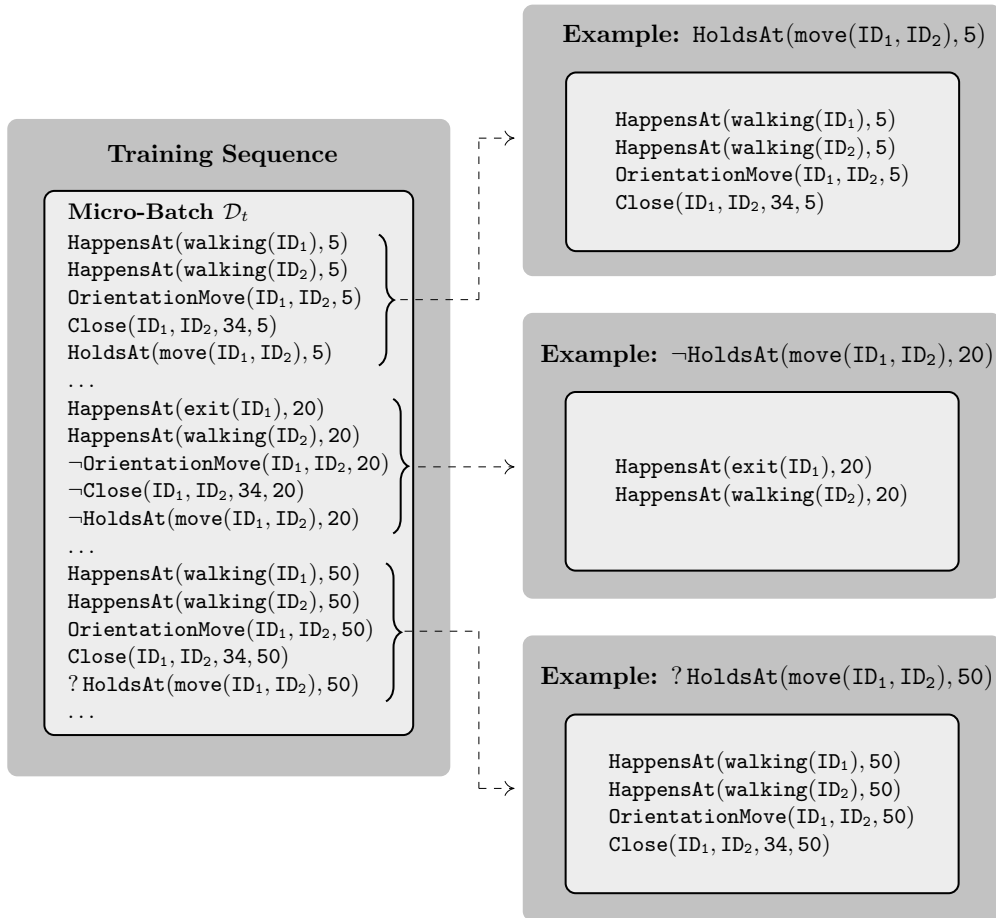 Training Sequence
Micro-Batch 𝒟ₜ
HappensAt(walking(ID₁), 5)
HappensAt(walking(ID₂), 5)
OrientationMove(ID₁, ID₂, 5)
Close(ID₁, ID₂, 34, 5)
HoldsAt(move(ID₁, ID₂), 5)
...
HappensAt(exit(ID₁), 20)
HappensAt(walking(ID₂), 20)
¬OrientationMove(ID₁, ID₂, 20)
¬Close(ID₁, ID₂, 34, 20)
¬HoldsAt(move(ID₁, ID₂), 20)
...
HappensAt(walking(ID₁), 50)
HappensAt(walking(ID₂), 50)
OrientationMove(ID₁, ID₂, 50)
Close(ID₁, ID₂, 34, 50)
? HoldsAt(move(ID₁, ID₂), 50)
...
Example: HoldsAt(move(ID₁, ID₂), 5)
HappensAt(walking(ID₁), 5)
HappensAt(walking(ID₂), 5)
OrientationMove(ID₁, ID₂, 5)
Close(ID₁, ID₂, 34, 5)
Example: ¬HoldsAt(move(ID₁, ID₂), 20)
HappensAt(exit(ID₁), 20)
HappensAt(walking(ID₂), 20)
Example: ? HoldsAt(move(ID₁, ID₂), 50)
HappensAt(walking(ID₁), 50)
HappensAt(walking(ID₂), 50)
OrientationMove(ID₁, ID₂, 50)
Close(ID₁, ID₂, 34, 50)